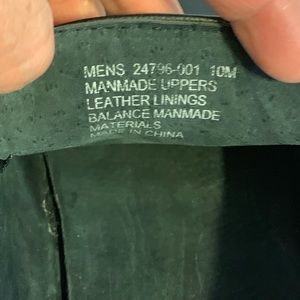 MENS 24796-001 10M
MANMADE UPPERS
LEATHER LININGS
BALANCE MANMADE
MATERIALS
MADE IN CHINA